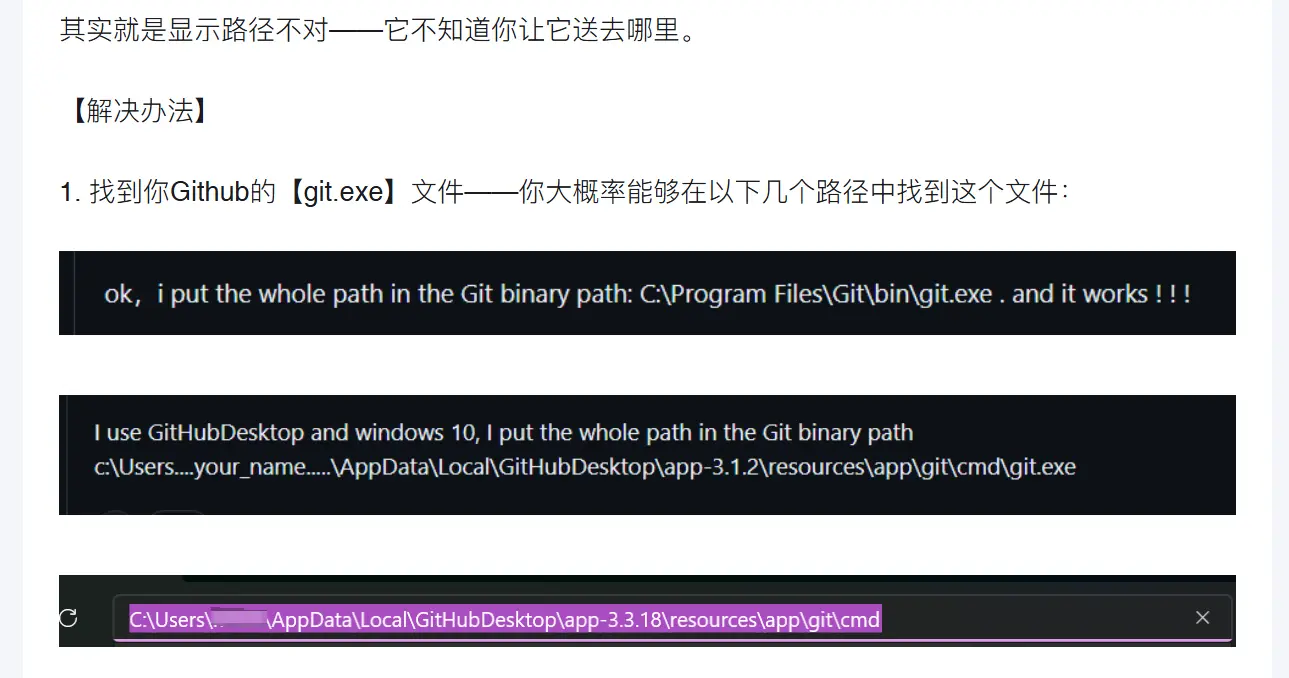 其实就是显示路径不对——它不知道你让它送去哪里。
【解决办法】
1. 找到你Github的【git.exe】文件——你大概率能够在以下几个路径中找到这个文件：
ok，i put the whole path in the Git binary path: C:\Program Files\Git\bin\git.exe . and it works ! ! !
I use GitHubDesktop and windows 10, I put the whole path in the Git binary path
c:\Users....your_name.....\AppData\Local\GitHubDesktop\app-3.1.2\resources\app\git\cmd\git.exe
C:\Users\ \AppData\Local\GitHubDesktop\app-3.3.18\resources\app\git\cmd